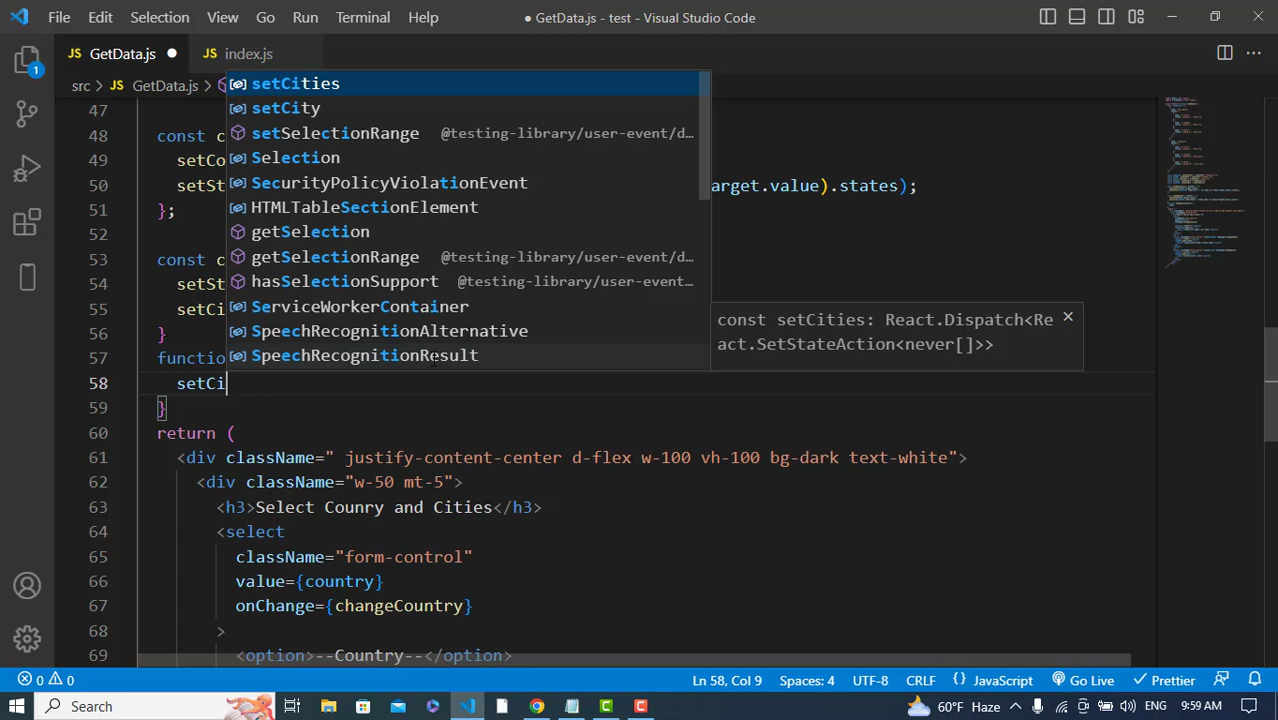 File Edit Selection View Go Run Terminal Help ● GetData.js - test - Visual Studio Code
JS GetData.js ● JS index.js
src > JS GetData.js >
1
47
48 const c
49 setCo
50 setS arget.value).states);
51 };
52
53 const c
54 setSt
55 setCi
56 }
57 functio
58 setCi
59 }
60 return (
61 <div className=" justify-content-center d-flex w-100 vh-100 bg-dark text-white">
62 <div className="w-50 mt-5">
63 <h3>Select Counry and Cities</h3>
64 <select
65 className="form-control"
66 value={country}
67 onChange={changeCountry}
68 >
69 <option>--Country--</option>
setCities
setCity
setSelectionRange @testing-library/user-event/d…
Selection
SecurityPolicyViolationEvent
HTMLTableSectionElement
getSelection
getSelectionRange @testing-library/user-event/d…
hasSelectionSupport @testing-library/user-event…
ServiceWorkerContainer
SpeechRecognitionAlternative
SpeechRecognitionResult
const setCities: React.Dispatch<Re
act.SetStateAction<never[]>>
0 0 Ln 58, Col 9 Spaces: 4 UTF-8 CRLF {} JavaScript Go Live Prettier
Search 60°F Haze 9:59 AM